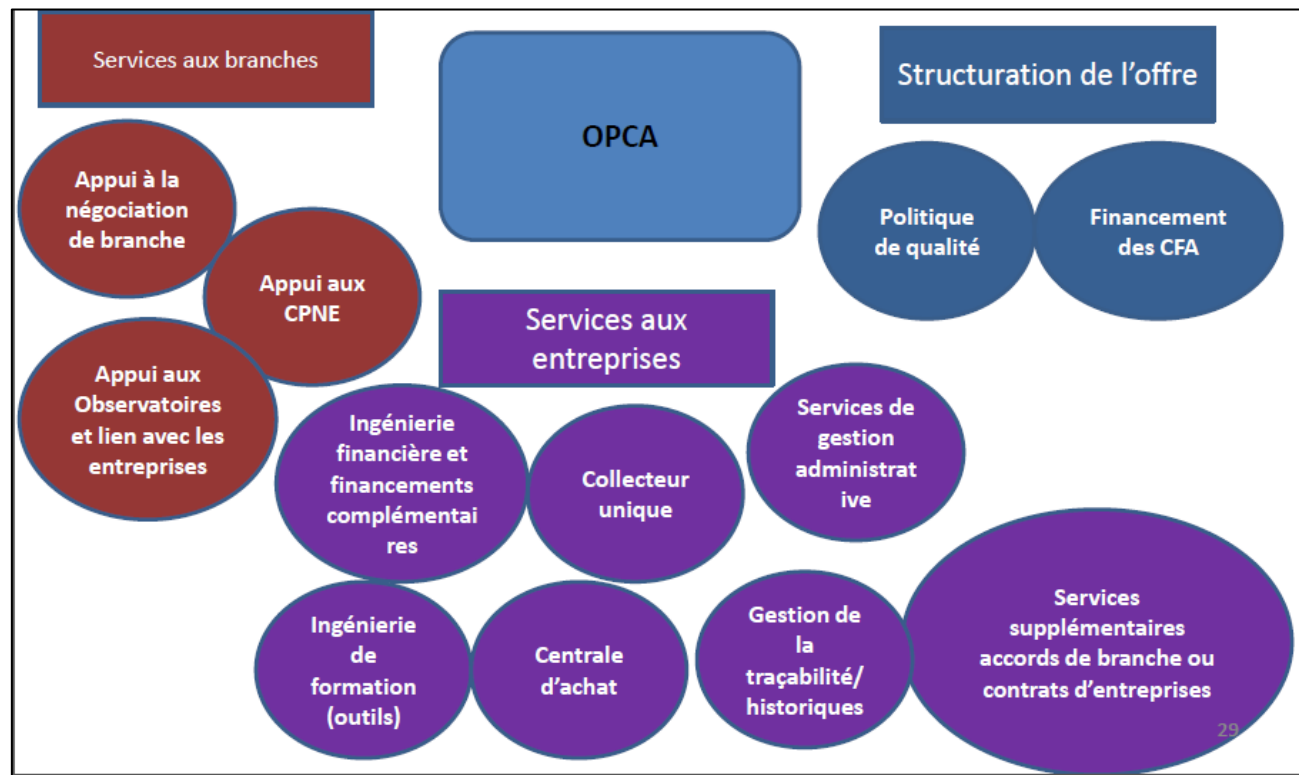 Services aux branches
OPCA
Structuration de l’offre
Appui à la
négociation
de branche
Appui aux
CPNE
Appui aux
Observatoires
et lien avec les
entreprises
Politique
de qualité
Financement
des CFA
Services aux
entreprises
Ingénierie
financière et
financements
complémentai
res
Collecteur
unique
Services de
gestion
administrat
ive
Ingénierie
de
formation
(outils)
Centrale
d’achat
Gestion de
la
traçabilité/
historiques
Services
supplémentaires
accords de branche ou
contrats d’entreprises
29